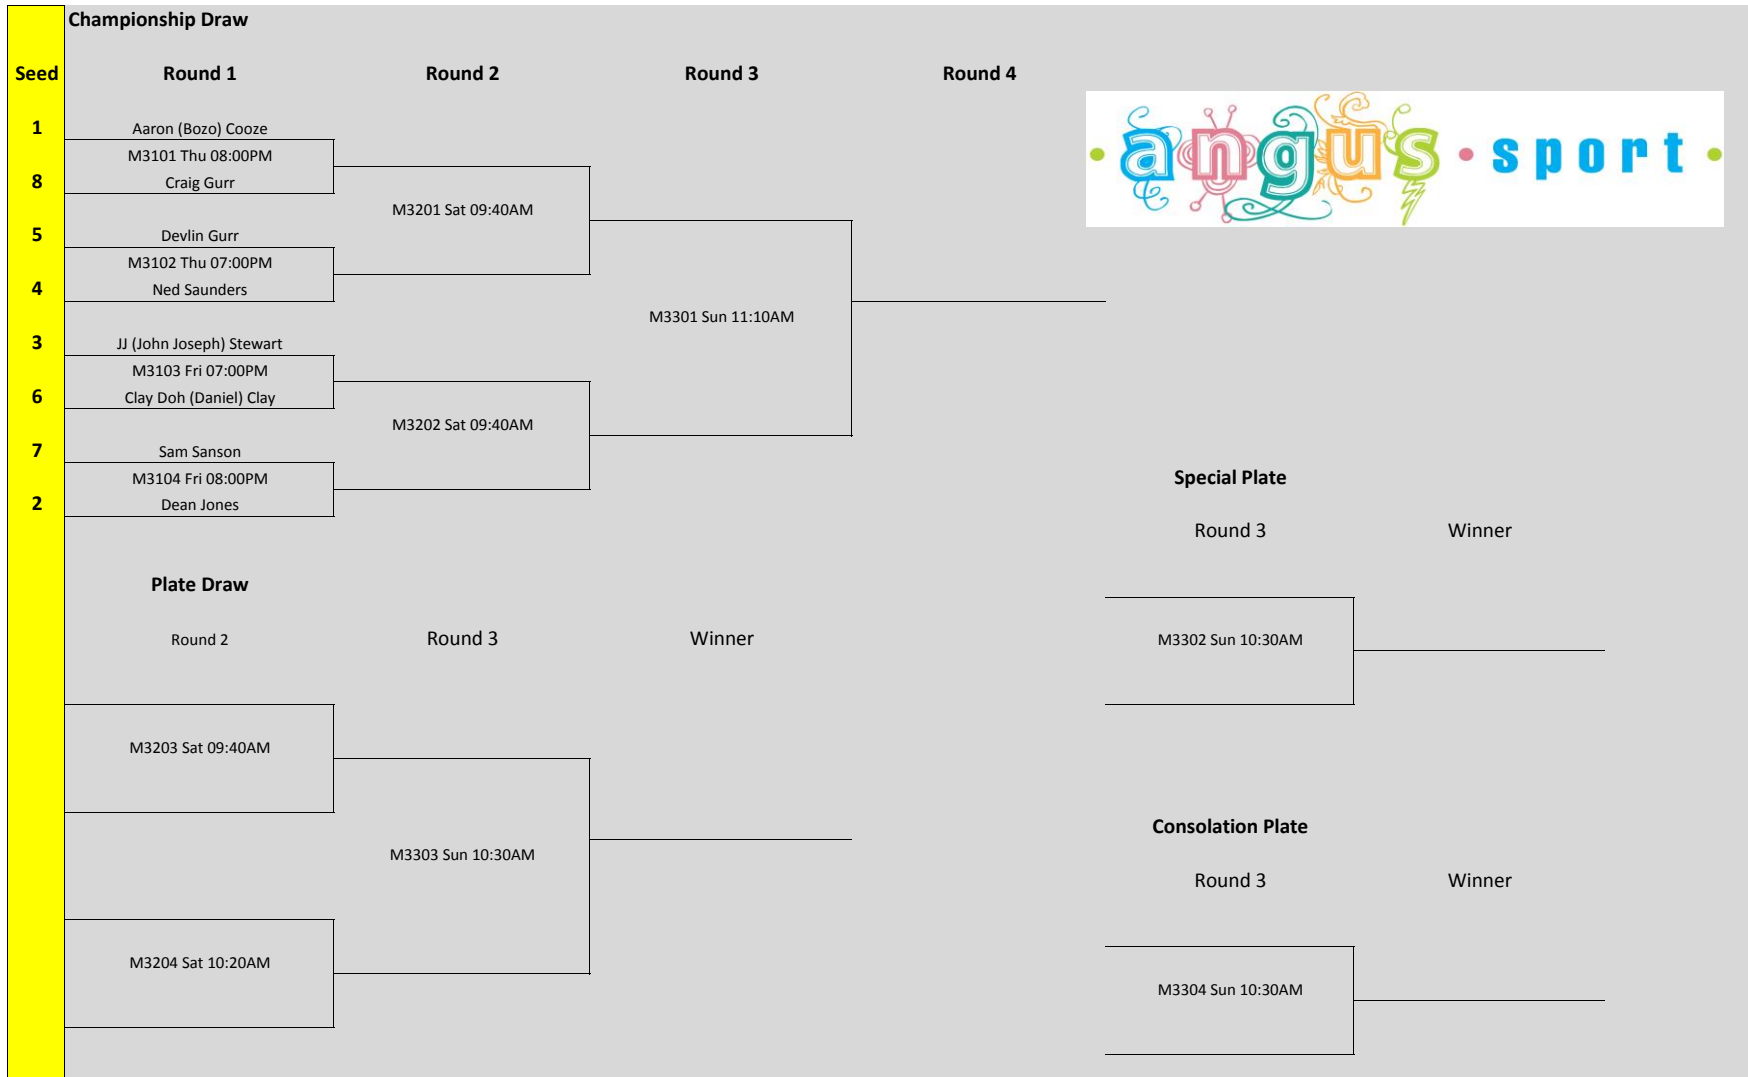 Championship Draw
Seed Round 1 Round 2 Round 3 Round 4
angus sport
1 Aaron (Bozo) Cooze
M3101 Thu 08:00PM
8 Craig Gurr
M3201 Sat 09:40AM
5 Devlin Gurr
M3102 Thu 07:00PM
4 Ned Saunders
M3301 Sun 11:10AM
3 JJ (John Joseph) Stewart
M3103 Fri 07:00PM
6 Clay Doh (Daniel) Clay
M3202 Sat 09:40AM
7 Sam Sanson
M3104 Fri 08:00PM
2 Dean Jones
Special Plate
Round 3 Winner
M3302 Sun 10:30AM
Plate Draw
Round 2 Round 3 Winner
M3203 Sat 09:40AM
M3303 Sun 10:30AM
M3204 Sat 10:20AM
Consolation Plate
Round 3 Winner
M3304 Sun 10:30AM